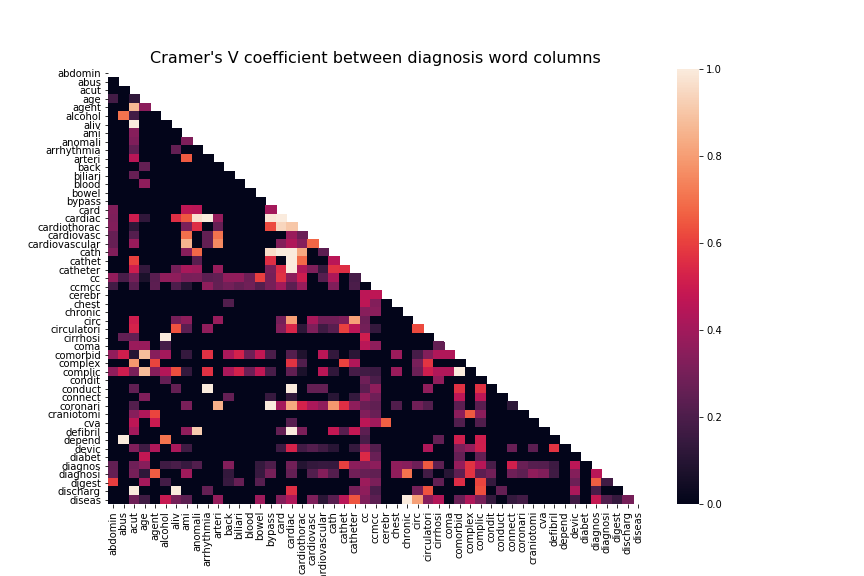 Cramer's V coefficient between diagnosis word columns
abdomin
abus
acut
age
agent
alcohol
aliv
ami
anomali
arrhythmia
arteri
back
biliari
blood
bowel
bypass
card
cardiac
cardiothorac
cardiovasc
cardiovascular
cath
cathet
catheter
cc
ccmcc
cerebr
chest
chronic
circ
circulatori
cirrhosi
coma
comorbid
complex
complic
condit
conduct
connect
coronari
craniotomi
cva
defibril
depend
devic
diabet
diagnos
diagnosi
digest
discharg
diseas
1.0
0.8
0.6
0.4
0.2
0.0
abdomin
abus
acut
age
agent
alcohol
aliv
ami
anomali
arrhythmia
arteri
back
biliari
blood
bowel
bypass
card
cardiac
cardiothorac
cardiovasc
cardiovascular
cath
cathet
catheter
cc
ccmcc
cerebr
chest
chronic
circ
circulatori
cirrhosi
coma
comorbid
complex
complic
condit
conduct
connect
coronari
craniotomi
cva
defibril
depend
devic
diabet
diagnos
diagnosi
digest
discharg
diseas